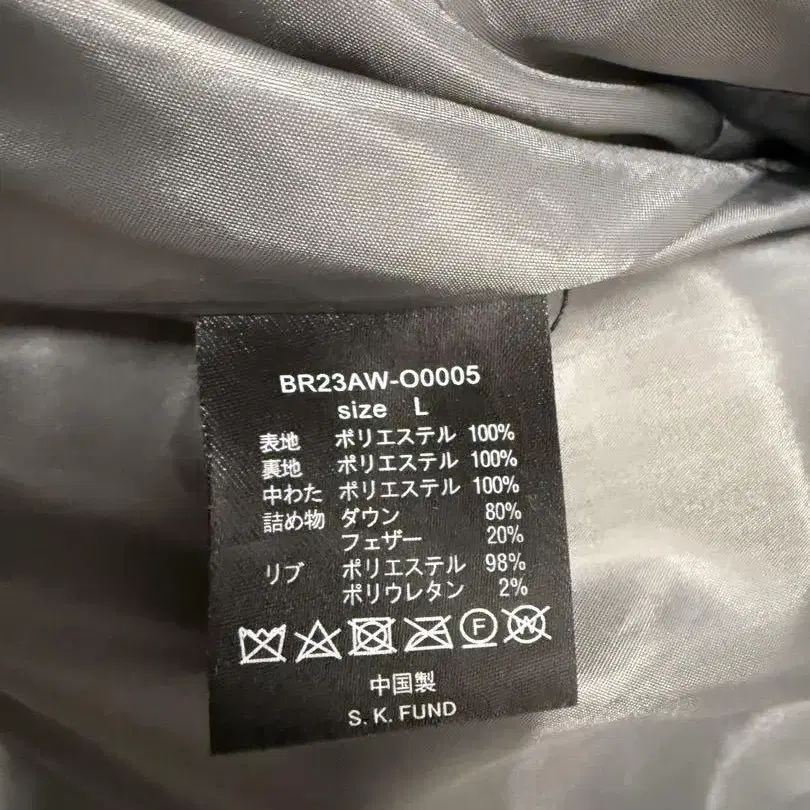 BR23AW-O0005
size L
表地 ポリエステル 100%
裏地 ポリエステル 100%
中わた ポリエステル 100%
詰め物 ダウン 80%
フェザー 20%
リブ ポリエステル 98%
ポリウレタン 2%
F W
中国製
S. K. FUND